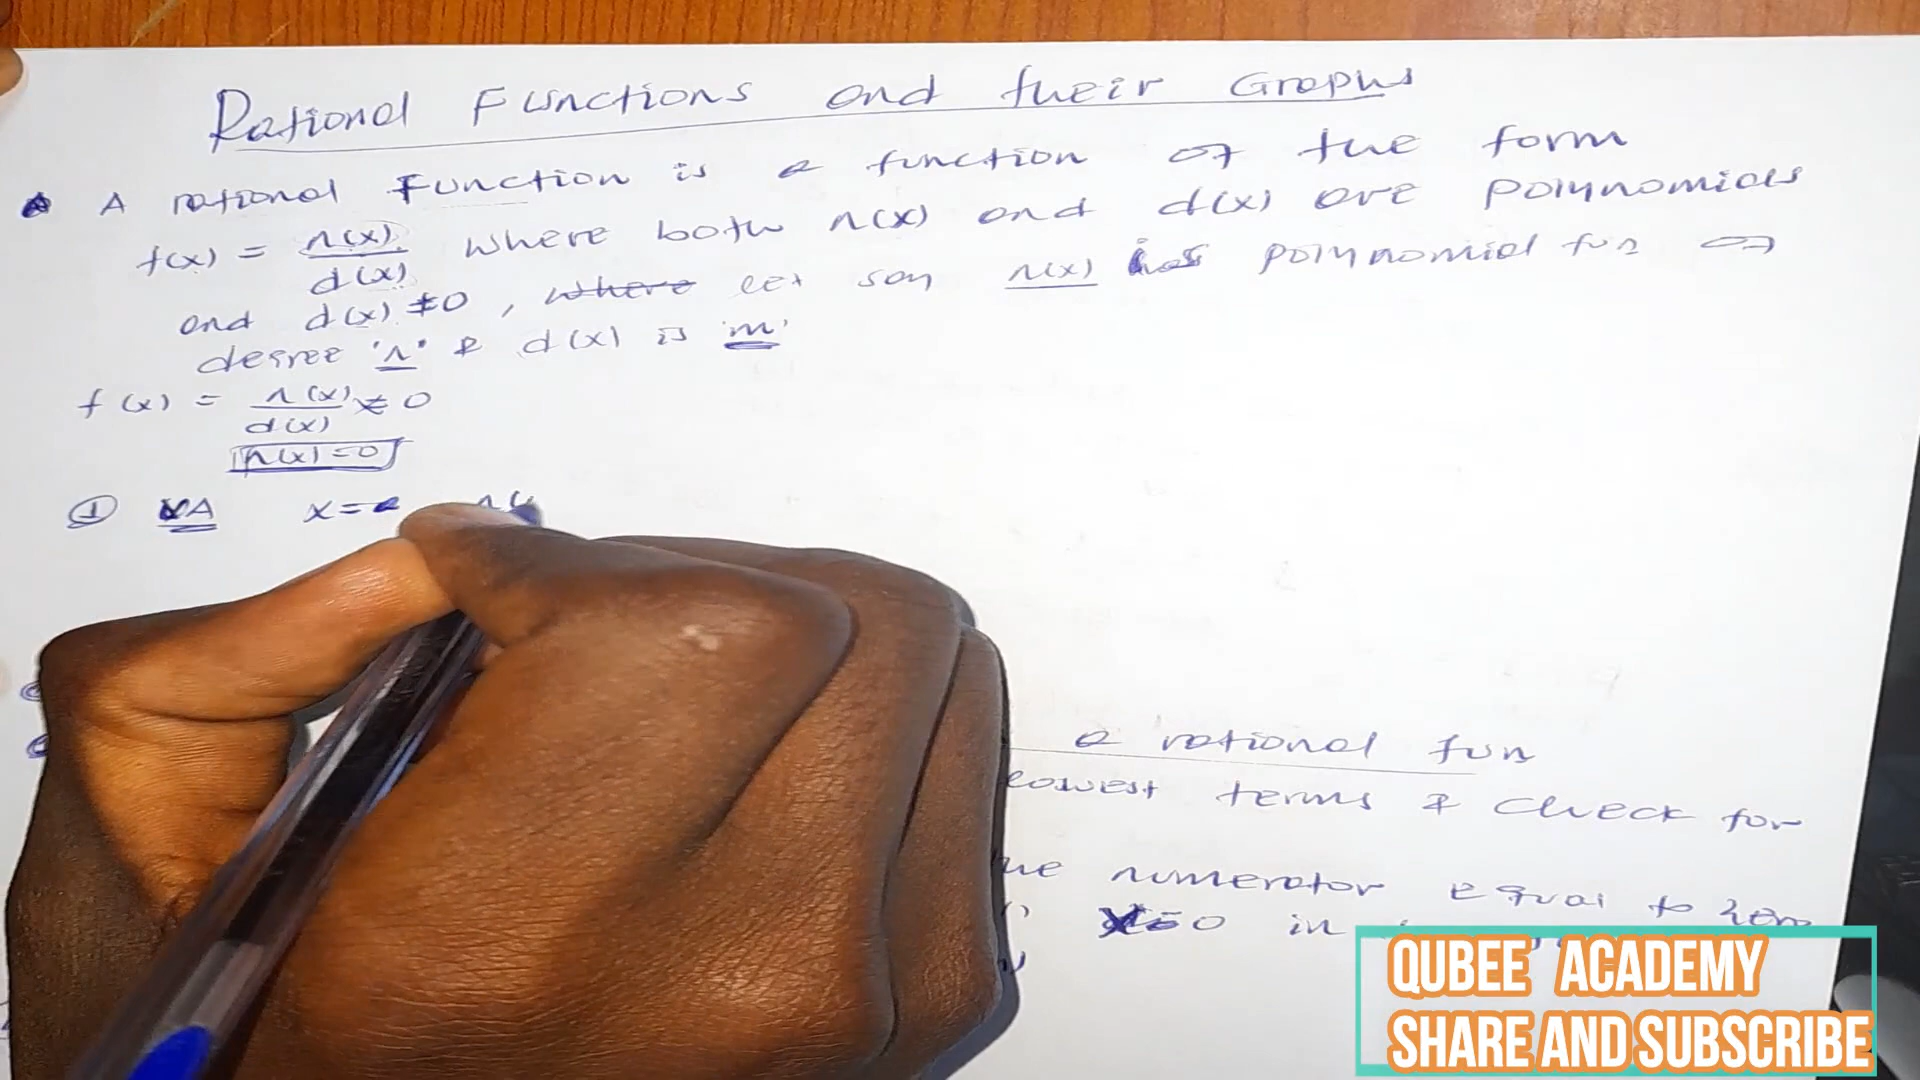 Rational Functions and their Graphs
A rational Function is a function of the form
f(x) = n(x)/d(x) where both n(x) and d(x) are polynomials
and d(x) ≠ 0 , where let say n(x) has polynomial fun of
degree 'n' & d(x) is 'm'
f(x) = n(x)/d(x) ≠ 0
n(x) = 0
① VA x = a n(
a rational fun
lowest terms & Check for
numerator equal to zero
0 in
QUBEE ACADEMY
SHARE AND SUBSCRIBE